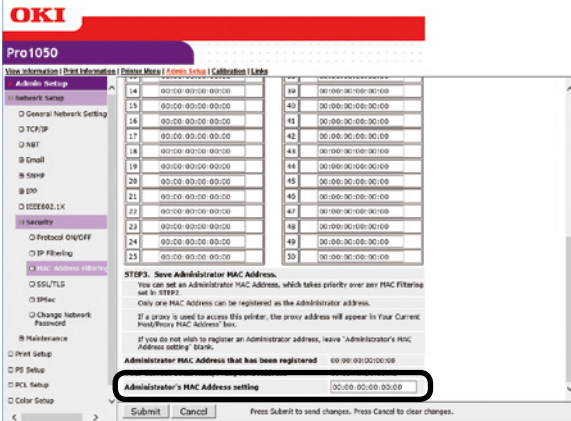 OKI
Pro1050
View Information | Print Information | Printer Menu | Admin Setup | Calibration | Links
Admin Setup
Network Setup
General Network Setting
TCP/IP
NBT
Email
SNMP
IPP
IEEE802.1X
Security
Protocol ON/OFF
IP Filtering
MAC Address Filtering
SSL/TLS
IPSec
Change Network
Password
Maintenance
Print Setup
PS Setup
PCL Setup
Color Setup
14 00:00:00:00:00:00 39 00:00:00:00:00:00
15 00:00:00:00:00:00 40 00:00:00:00:00:00
16 00:00:00:00:00:00 41 00:00:00:00:00:00
17 00:00:00:00:00:00 42 00:00:00:00:00:00
18 00:00:00:00:00:00 43 00:00:00:00:00:00
19 00:00:00:00:00:00 44 00:00:00:00:00:00
20 00:00:00:00:00:00 45 00:00:00:00:00:00
21 00:00:00:00:00:00 46 00:00:00:00:00:00
22 00:00:00:00:00:00 47 00:00:00:00:00:00
23 00:00:00:00:00:00 48 00:00:00:00:00:00
24 00:00:00:00:00:00 49 00:00:00:00:00:00
25 00:00:00:00:00:00 50 00:00:00:00:00:00
STEP3. Save Administrator MAC Address.
You can set an Administrator MAC Address, which takes priority over any MAC Filtering
set in STEP2.
Only one MAC Address can be registered as the Administrator address.
If a proxy is used to access this printer, the proxy address will appear in Your Current
Host/Proxy MAC Address" box.
If you do not wish to register an Administrator address, leave "Administrator's MAC
Address setting" blank.
Administrator MAC Address that has been registered 00:00:00:00:00:00
Administrator's MAC Address setting 00:00:00:00:00:00
Submit Cancel Press Submit to send changes. Press Cancel to clear changes.